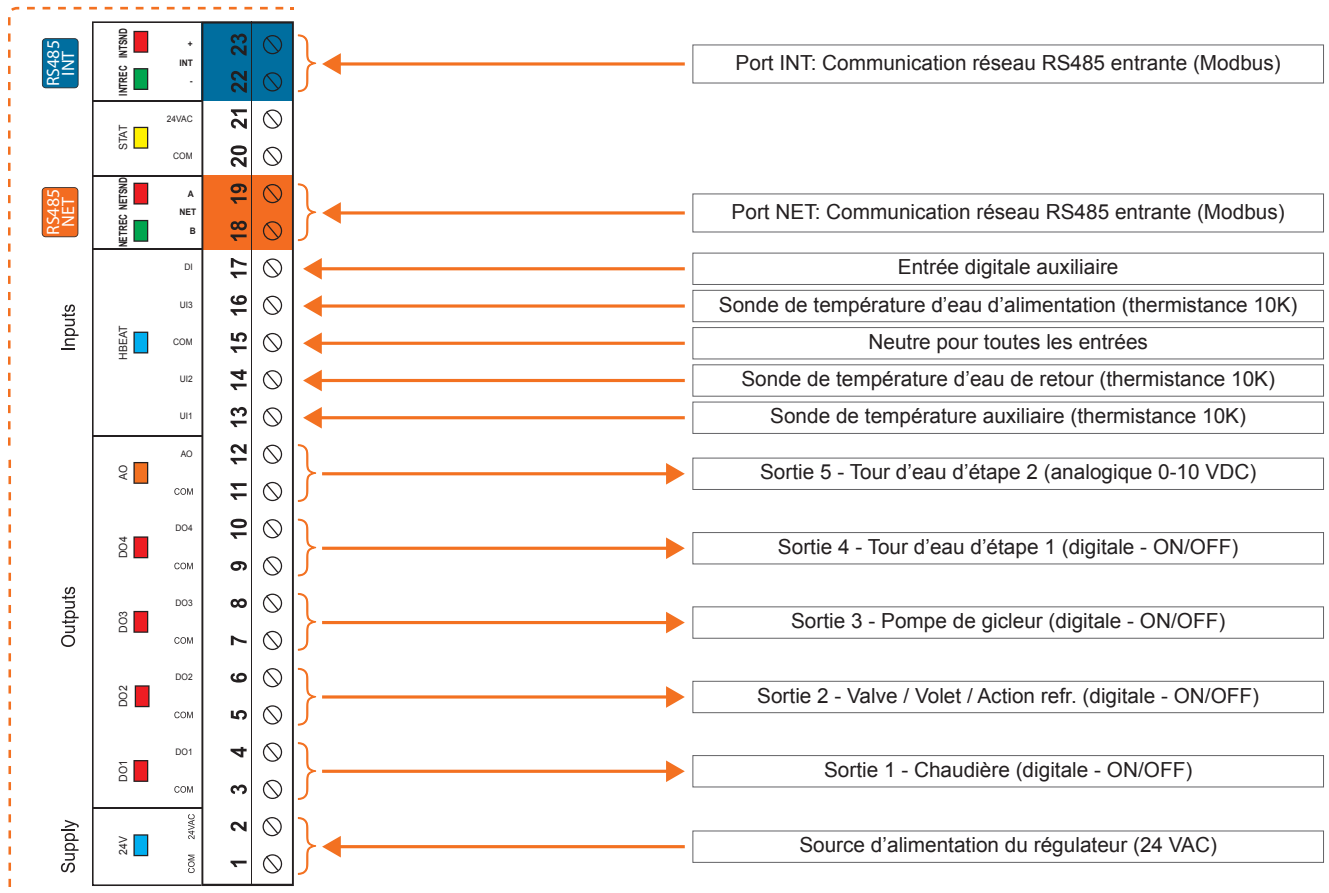 RS485 INT
INTREC INTSND
+
INT
-
23
22
Port INT: Communication réseau RS485 entrante (Modbus)
STAT
24VAC
COM
21
20
RS485 NET
NETREC NETSND
A
NET
B
19
18
Port NET: Communication réseau RS485 entrante (Modbus)
Inputs
HBEAT
DI
17
Entrée digitale auxiliaire
UI3
16
Sonde de température d'eau d'alimentation (thermistance 10K)
COM
15
Neutre pour toutes les entrées
UI2
14
Sonde de température d'eau de retour (thermistance 10K)
UI1
13
Sonde de température auxiliaire (thermistance 10K)
Outputs
AO
AO
COM
12
11
Sortie 5 - Tour d'eau d'étape 2 (analogique 0-10 VDC)
DO4
DO4
COM
10
9
Sortie 4 - Tour d'eau d'étape 1 (digitale - ON/OFF)
DO3
DO3
COM
8
7
Sortie 3 - Pompe de gicleur (digitale - ON/OFF)
DO2
DO2
COM
6
5
Sortie 2 - Valve / Volet / Action refr. (digitale - ON/OFF)
DO1
DO1
COM
4
3
Sortie 1 - Chaudière (digitale - ON/OFF)
Supply
24V
COM 24VAC
2
1
Source d'alimentation du régulateur (24 VAC)